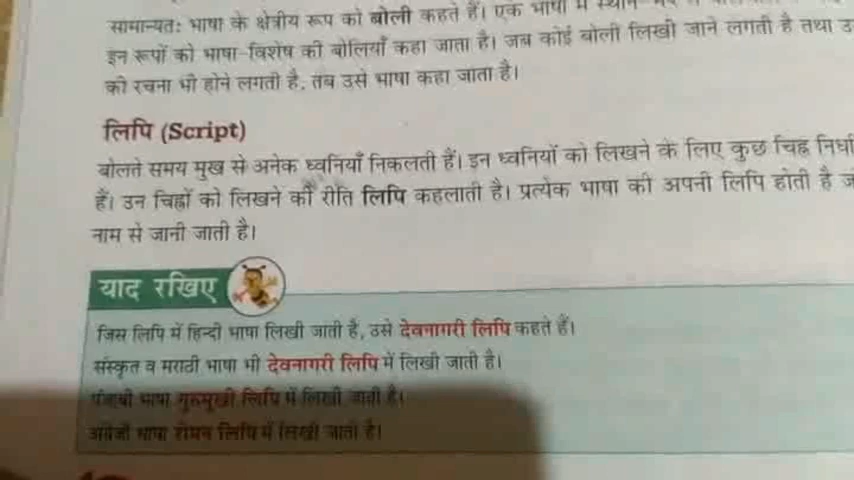 सामान्यतः भाषा के क्षेत्रीय रूप को बोली कहते हैं। एक भाषा में
इन रूपों को भाषा-विशेष की बोलियाँ कहा जाता है। जब कोई बोली लिखी जाने लगती है तथा
की रचना भी होने लगती है, तब उसे भाषा कहा जाता है।
लिपि (Script)
बोलते समय मुख से अनेक ध्वनियाँ निकलती हैं। इन ध्वनियों को लिखने के लिए कुछ चिह्न
हैं। उन चिह्नों को लिखने की रीति लिपि कहलाती है। प्रत्येक भाषा की अपनी लिपि होती है
नाम से जानी जाती है।
याद रखिए
जिस लिपि में हिन्दी भाषा लिखी जाती है, उसे देवनागरी लिपि कहते हैं।
संस्कृत व मराठी भाषा भी देवनागरी लिपि में लिखी जाती है।
पंजाबी भाषा गुरुमुखी लिपि में लिखी जाती है।
अंग्रेजी भाषा रोमन लिपि में लिखी जाती है।